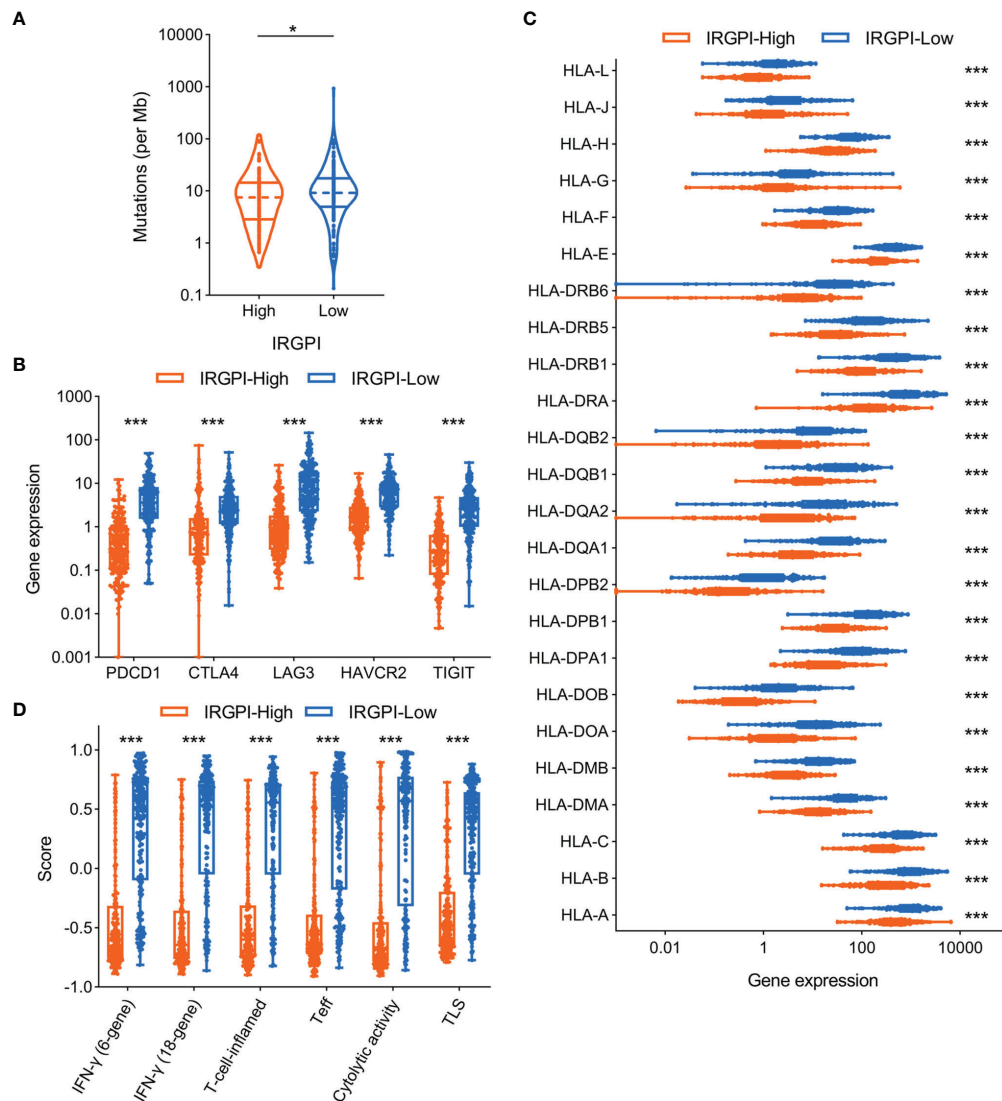 A
*
10000
1000
100
10
1
0.1
Mutations (per Mb)
High Low
IRGPI
B
IRGPI-High IRGPI-Low
1000
100
10
1
0.1
0.01
0.001
Gene expression
*** *** *** *** ***
PDCD1 CTLA4 LAG3 HAVCR2 TIGIT
D
IRGPI-High IRGPI-Low
*** *** *** *** *** ***
1.0
0.5
0.0
-0.5
-1.0
Score
IFN-γ (6-gene)
IFN-γ (18-gene)
T-cell-inflamed
Teff
Cytolytic activity
TLS
C
IRGPI-High IRGPI-Low
HLA-L ***
HLA-J ***
HLA-H ***
HLA-G ***
HLA-F ***
HLA-E ***
HLA-DRB6 ***
HLA-DRB5 ***
HLA-DRB1 ***
HLA-DRA ***
HLA-DQB2 ***
HLA-DQB1 ***
HLA-DQA2 ***
HLA-DQA1 ***
HLA-DPB2 ***
HLA-DPB1 ***
HLA-DPA1 ***
HLA-DOB ***
HLA-DOA ***
HLA-DMB ***
HLA-DMA ***
HLA-C ***
HLA-B ***
HLA-A ***
0.01 1 100 10000
Gene expression